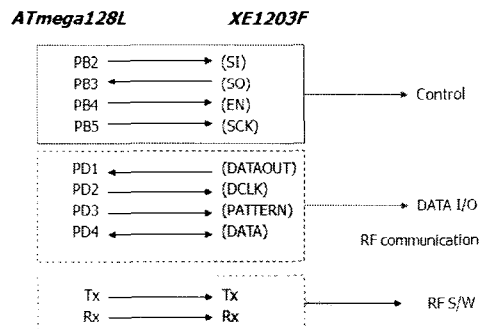 ATmega128L XE1203F
PB2 (SI)
PB3 (SO)
PB4 (EN)
PB5 (SCK)
Control
PD1 (DATAOUT)
PD2 (DCLK)
PD3 (PATTERN)
PD4 (DATA)
DATA I/O
RF communication
Tx Tx
Rx Rx
RF S/W